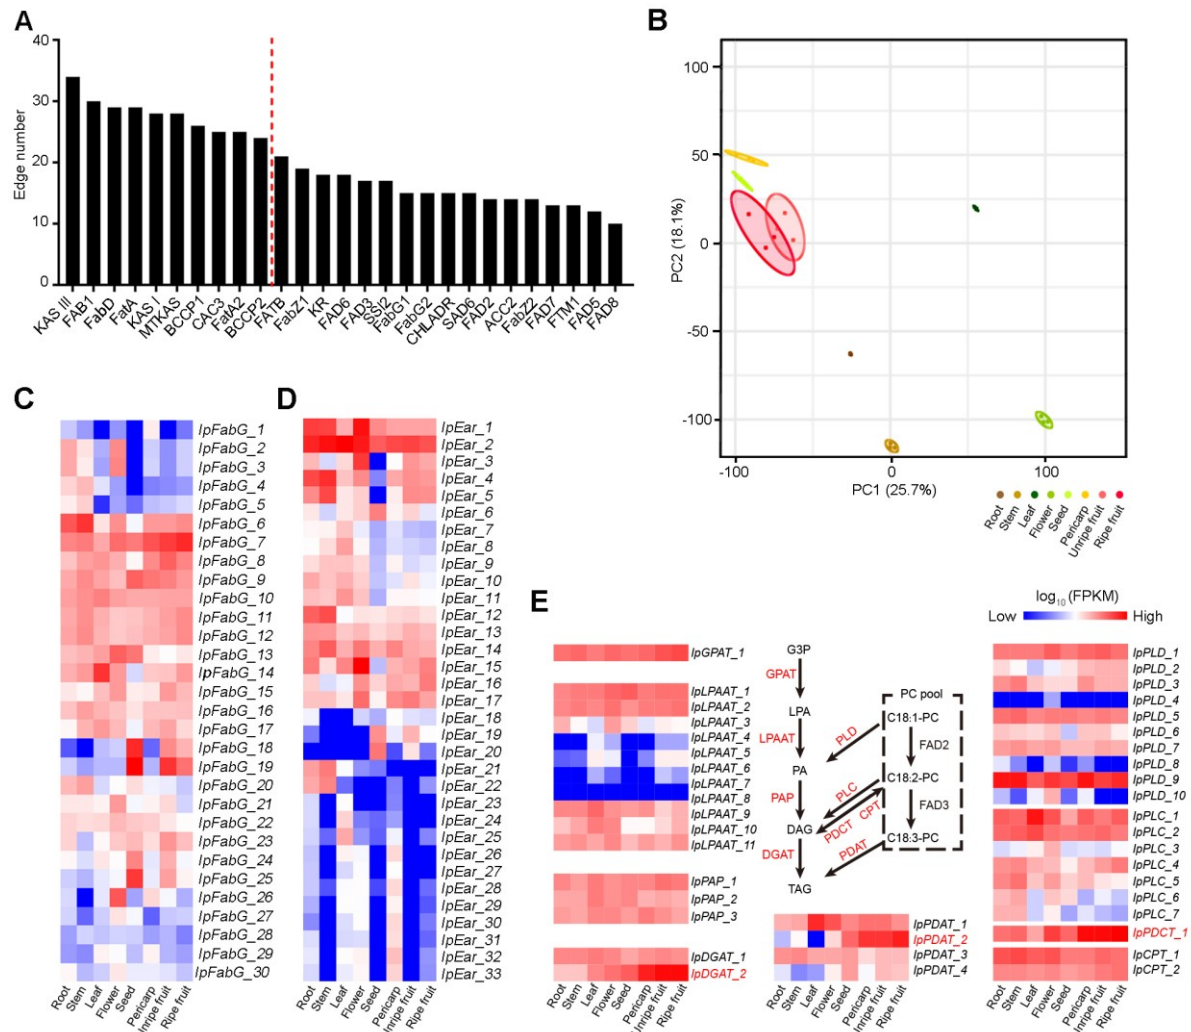 A
Edge number
40
30
20
10
0
KAS III
FAB1
FabD
FatA
KAS I
MTKAS
BCCP1
CAC3
FatA2
BCCP2
FATB
FabZ1
KR
FAD6
FAD3
SSI2
FabG1
FabG2
CHLADR
SAD6
FAD2
ACC2
FabZ2
FAD7
FTM1
FAD5
FAD8
B
PC2 (18.1%)
100
50
0
-50
-100
-100
0
100
PC1 (25.7%)
Root
Stem
Leaf
Flower
Seed
Pericarp
Unripe fruit
Ripe fruit
C
IpFabG_1
IpFabG_2
IpFabG_3
IpFabG_4
IpFabG_5
IpFabG_6
IpFabG_7
IpFabG_8
IpFabG_9
IpFabG_10
IpFabG_11
IpFabG_12
IpFabG_13
IpFabG_14
IpFabG_15
IpFabG_16
IpFabG_17
IpFabG_18
IpFabG_19
IpFabG_20
IpFabG_21
IpFabG_22
IpFabG_23
IpFabG_24
IpFabG_25
IpFabG_26
IpFabG_27
IpFabG_28
IpFabG_29
IpFabG_30
Root
Stem
Leaf
Flower
Seed
Pericarp
Unripe fruit
Ripe fruit
D
IpEar_1
IpEar_2
IpEar_3
IpEar_4
IpEar_5
IpEar_6
IpEar_7
IpEar_8
IpEar_9
IpEar_10
IpEar_11
IpEar_12
IpEar_13
IpEar_14
IpEar_15
IpEar_16
IpEar_17
IpEar_18
IpEar_19
IpEar_20
IpEar_21
IpEar_22
IpEar_23
IpEar_24
IpEar_25
IpEar_26
IpEar_27
IpEar_28
IpEar_29
IpEar_30
IpEar_31
IpEar_32
IpEar_33
Root
Stem
Leaf
Flower
Seed
Pericarp
Unripe fruit
Ripe fruit
E
log10 (FPKM)
Low
High
IpGPAT_1
IpLPAAT_1
IpLPAAT_2
IpLPAAT_3
IpLPAAT_4
IpLPAAT_5
IpLPAAT_6
IpLPAAT_7
IpLPAAT_8
IpLPAAT_9
IpLPAAT_10
IpLPAAT_11
IpPAP_1
IpPAP_2
IpPAP_3
IpDGAT_1
IpDGAT_2
Root
Stem
Leaf
Flower
Seed
Pericarp
Unripe fruit
Ripe fruit
G3P
GPAT
LPA
LPAAT
PA
PAP
DAG
DGAT
TAG
PLD
PLC
CPT
PDCT
PDAT
PC pool
C18:1-PC
FAD2
C18:2-PC
FAD3
C18:3-PC
IpPDAT_1
IpPDAT_2
IpPDAT_3
IpPDAT_4
Root
Stem
Leaf
Flower
Seed
Pericarp
Unripe fruit
Ripe fruit
IpPLD_1
IpPLD_2
IpPLD_3
IpPLD_4
IpPLD_5
IpPLD_6
IpPLD_7
IpPLD_8
IpPLD_9
IpPLD_10
IpPLC_1
IpPLC_2
IpPLC_3
IpPLC_4
IpPLC_5
IpPLC_6
IpPLC_7
IpPDCT_1
IpCPT_1
IpCPT_2
Root
Stem
Leaf
Flower
Seed
Pericarp
Unripe fruit
Ripe fruit